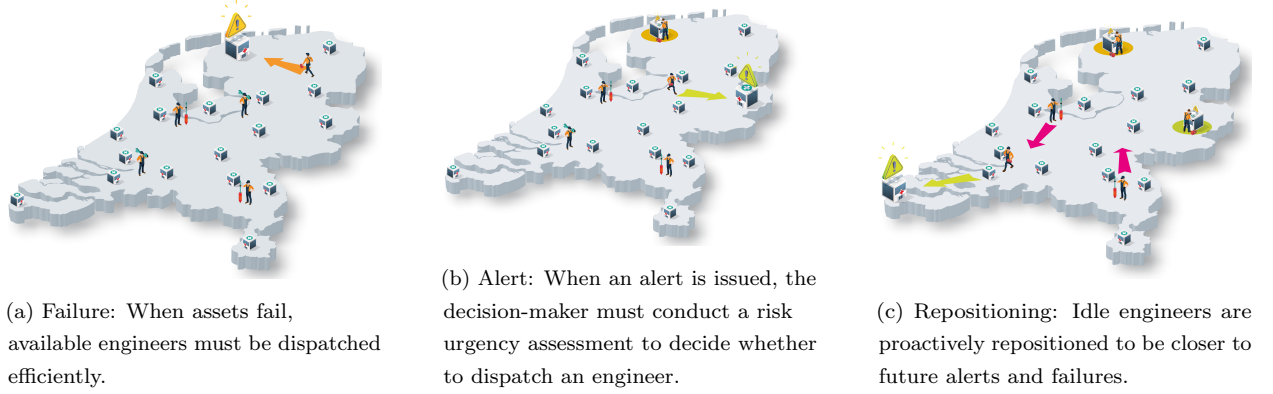 (a) Failure: When assets fail,
available engineers must be dispatched
efficiently.
(b) Alert: When an alert is issued, the
decision-maker must conduct a risk
urgency assessment to decide whether
to dispatch an engineer.
(c) Repositioning: Idle engineers are
proactively repositioned to be closer to
future alerts and failures.